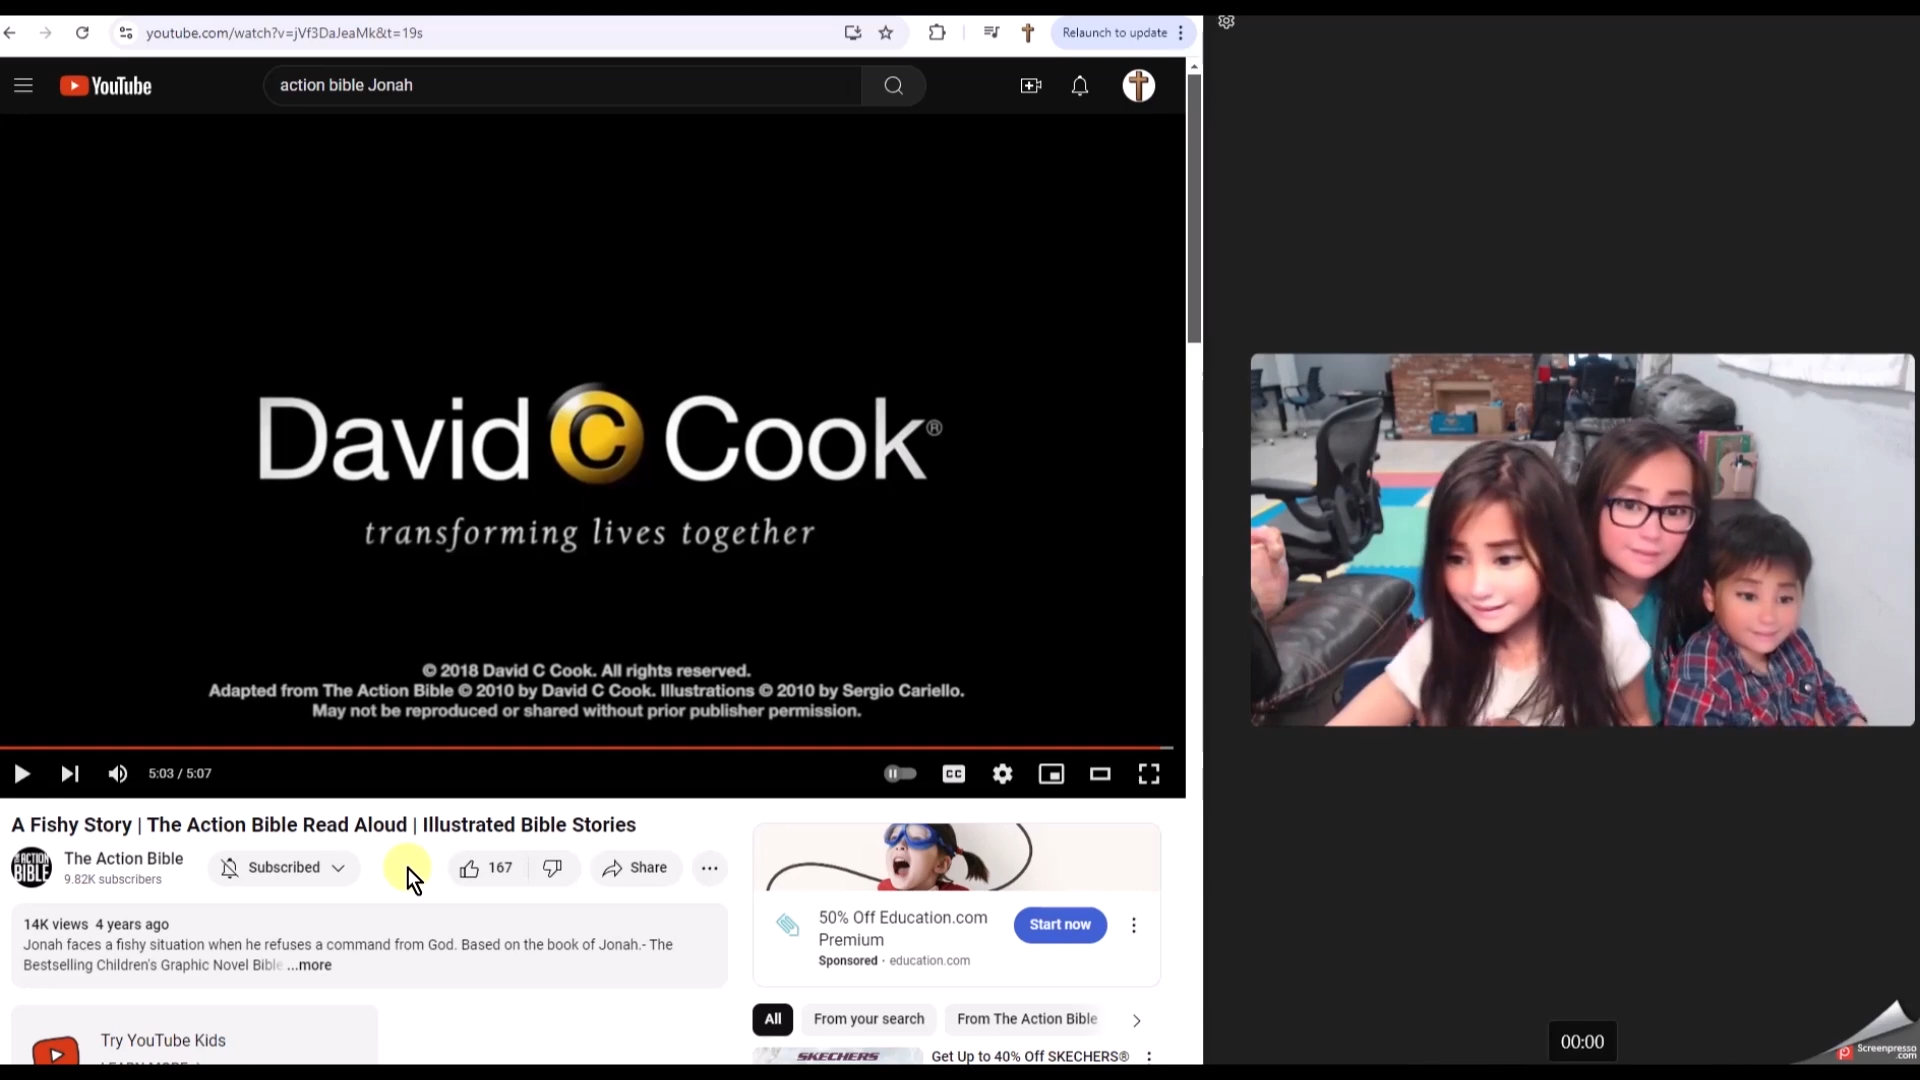 youtube.com/watch?v=jVf3DaJeaMk&t=19s
Relaunch to update
YouTube
action bible Jonah
David C Cook®
transforming lives together
© 2018 David C Cook. All rights reserved.
Adapted from The Action Bible © 2010 by David C Cook. Illustrations © 2010 by Sergio Cariello.
May not be reproduced or shared without prior publisher permission.
5:03 / 5:07
CC
A Fishy Story | The Action Bible Read Aloud | Illustrated Bible Stories
ACTION BIBLE
The Action Bible
9.82K subscribers
Subscribed
167
Share
14K views 4 years ago
Jonah faces a fishy situation when he refuses a command from God. Based on the book of Jonah.- The
Bestselling Children's Graphic Novel Bible ...more
Try YouTube Kids
50% Off Education.com
Premium
Sponsored · education.com
Start now
All
From your search
From The Action Bible
SKECHERS
Get Up to 40% Off SKECHERS®
00:00
Screenpresso
.com